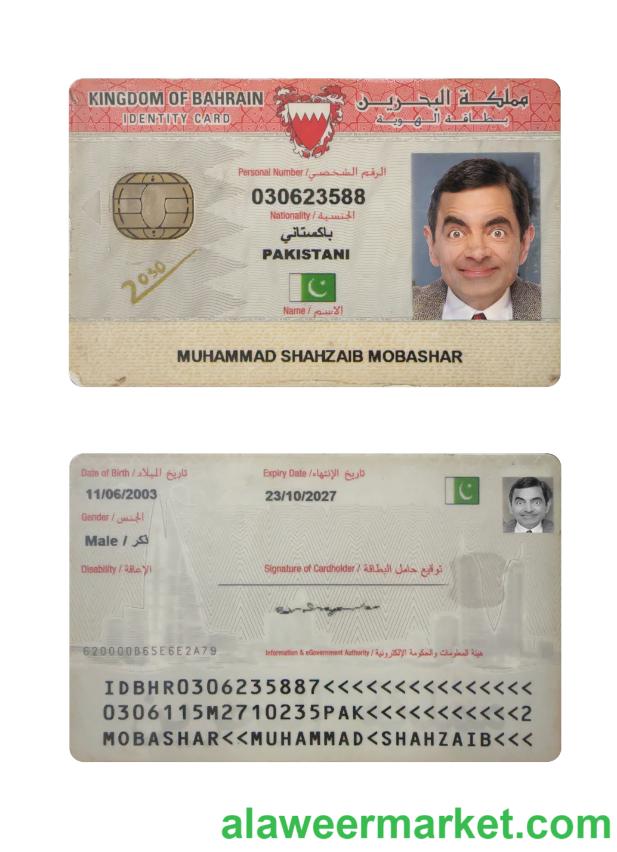 KINGDOM OF BAHRAIN
مملكة البحرين
IDENTITY CARD
بطاقة الهوية
Personal Number / الرقم الشخصي
030623588
Nationality / الجنسية
باكستاني
PAKISTANI
2030
Name / الاسم
MUHAMMAD SHAHZAIB MOBASHAR
Date of Birth / تاريخ الميلاد
Expiry Date / تاريخ الإنتهاء
11/06/2003
23/10/2027
Gender / الجنس
Male / ذكر
Disability / الإعاقة
Signature of Cardholder / توقيع حامل البطاقة
620000B65E6E2A79
Information & eGovernment Authority / هيئة المعلومات والحكومة الإلكترونية
IDBHR0306235887<<<<<<<<<<<<<<<
0306115M2710235PAK<<<<<<<<<<<2
MOBASHAR<<MUHAMMAD<SHAHZAIB<<<
alaweermarket.com